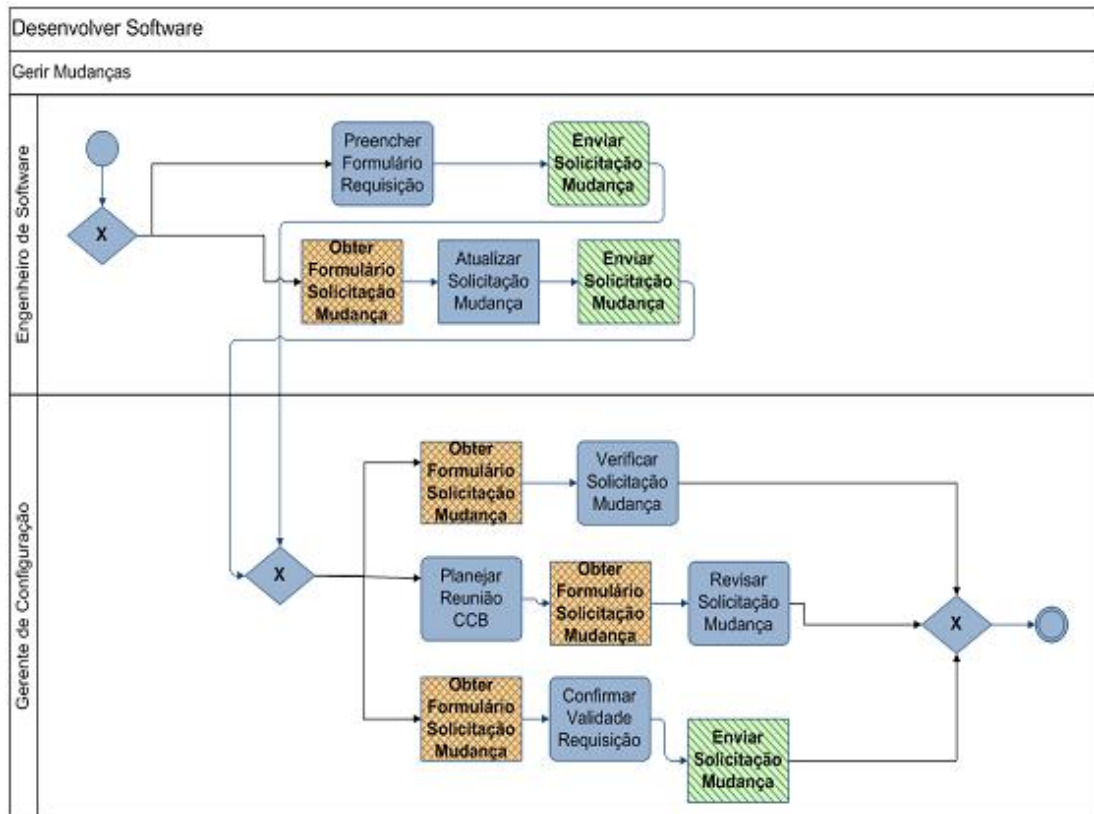 Desenvolver Software
Gerir Mudanças
Engenheiro de Software
Preencher
Formulário
Requisição
Enviar
Solicitação
Mudança
X
Obter
Formulário
Solicitação
Mudança
Atualizar
Solicitação
Mudança
Enviar
Solicitação
Mudança
Gerente de Configuração
Obter
Formulário
Solicitação
Mudança
Verificar
Solicitação
Mudança
X
Planejar
Reunião
CCB
Obter
Formulário
Solicitação
Mudança
Revisar
Solicitação
Mudança
X
Obter
Formulário
Solicitação
Mudança
Confirmar
Validade
Requisição
Enviar
Solicitação
Mudança